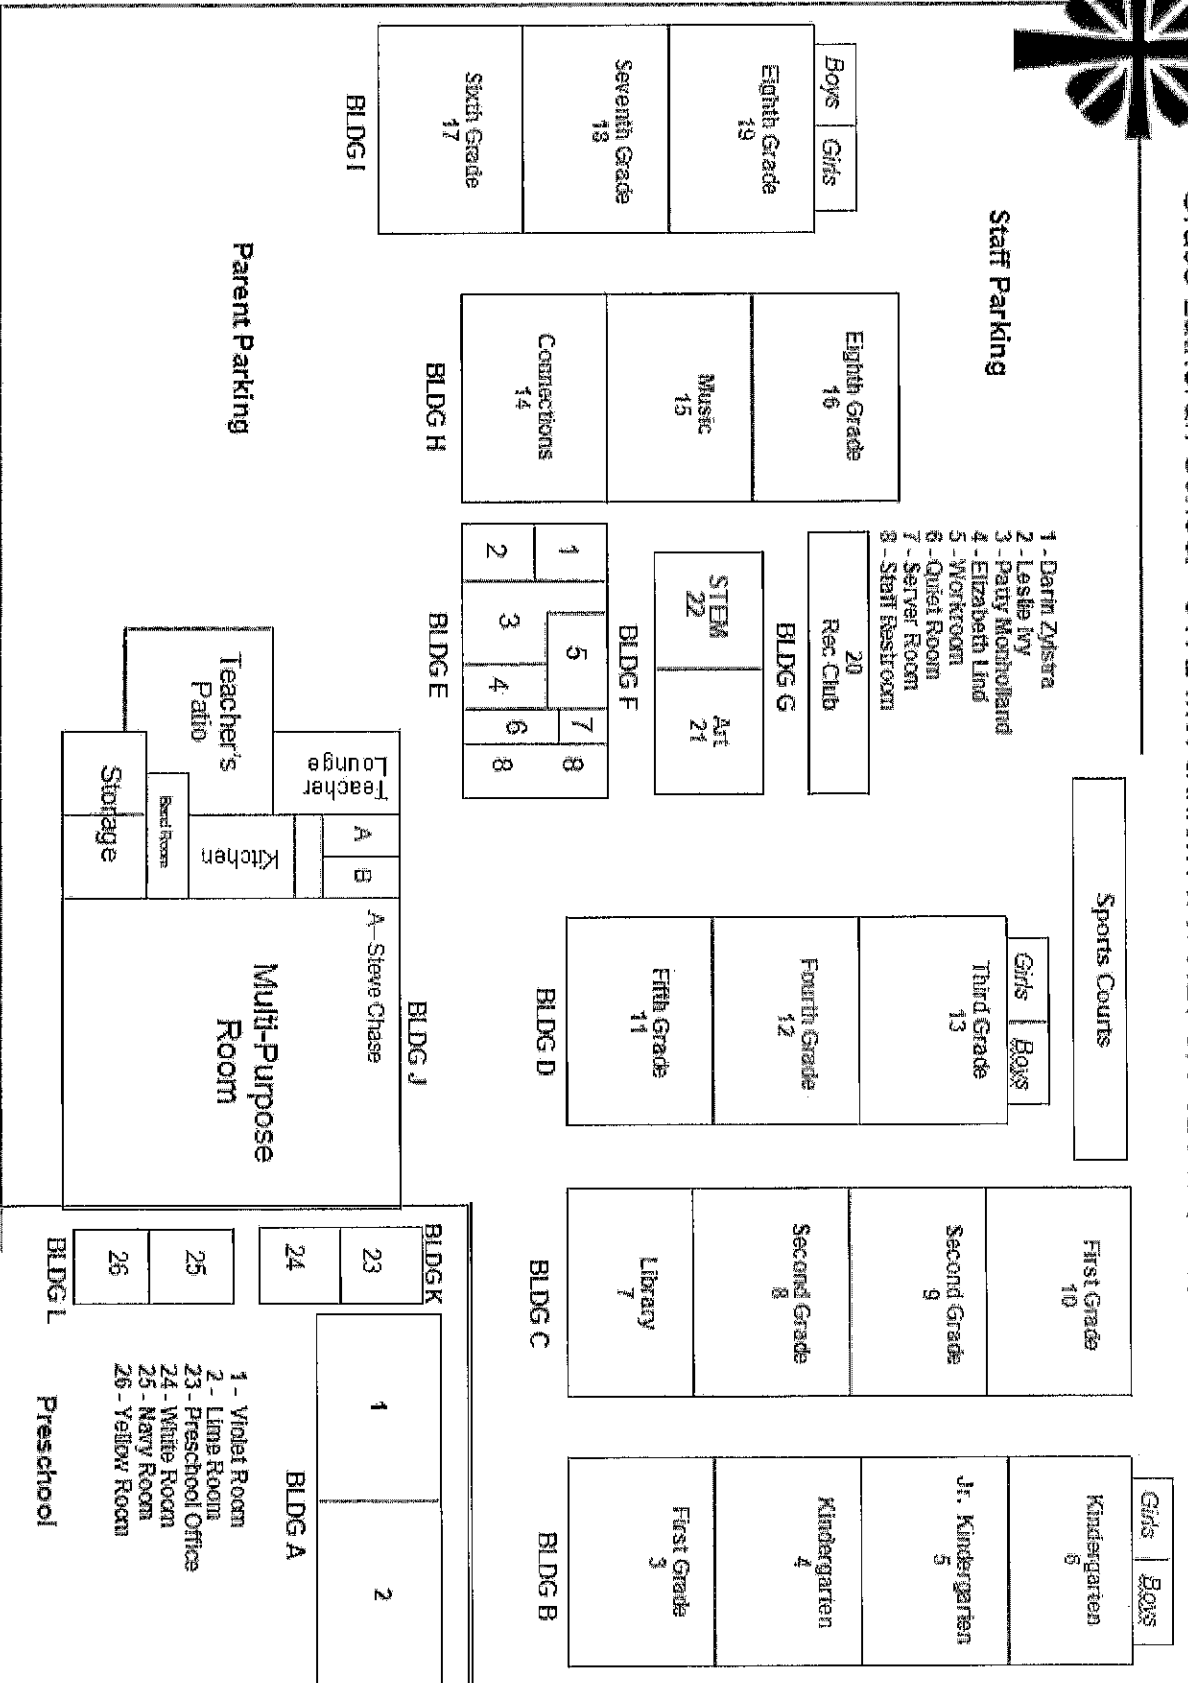 Staff Parking
Boys
Girls
Eighth Grade
19
Seventh Grade
18
Sixth Grade
17
BLDG I
Parent Parking
Eighth Grade
16
Music
15
Connections
14
BLDG H
1 - Darin Zylstra
2 - Leslie Ivy
3 - Patty Monholland
4 - Elizabeth Lind
5 - Workroom
6 - Quiet Room
7 - Server Room
8 - Staff Restroom
20
Rec Club
BLDG G
STEM
22
Art
21
BLDG F
1
2
3
4
5
6
7
8
8
BLDG E
Teacher's
Patio
Teacher
Lounge
A
B
Kitchen
Band Room
Storage
A--Steve Chase
Multi-Purpose
Room
BLDG J
Sports Courts
Girls
Boys
Third Grade
13
Fourth Grade
12
Fifth Grade
11
BLDG D
First Grade
10
Second Grade
9
Second Grade
8
Library
7
BLDG C
Girls
Boys
Kindergarten
6
Jr. Kindergarten
5
Kindergarten
4
First Grade
3
BLDG B
BLDG K
23
24
25
26
BLDG L
1
2
BLDG A
1 - Violet Room
2 - Lime Room
23 - Preschool Office
24 - White Room
25 - Navy Room
26 - Yellow Room
Preschool